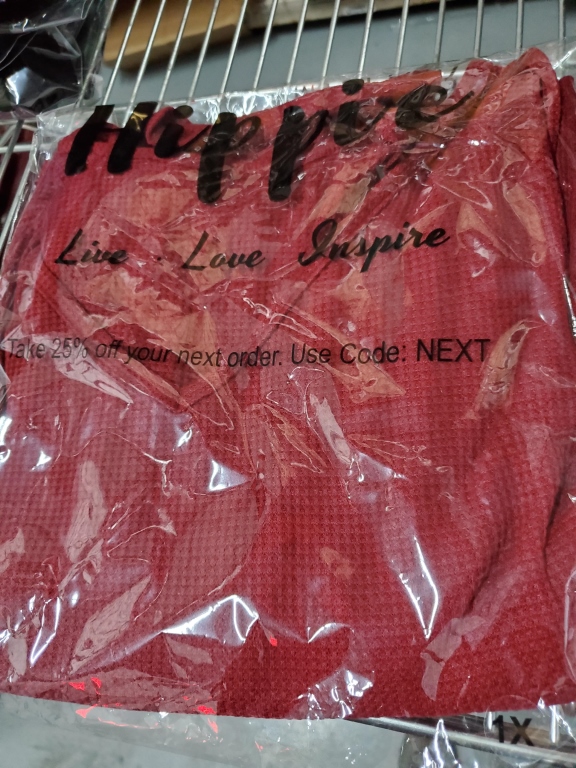 Hippie
Live . Love Inspire
Take 25% off your next order. Use Code: NEXT
1X